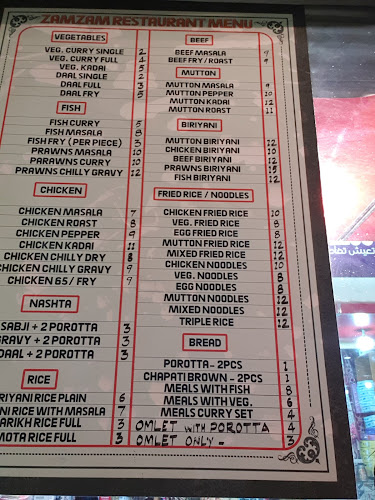 ZAMZAM RESTAURANT MENU
VEGETABLES
VEG. CURRY SINGLE 2
VEG. CURRY FULL 4
VEG. KADAI 5
DAAL SINGLE 2
DAAL FULL 3
DAAL FRY 5
FISH
FISH CURRY 5
FISH MASALA 8
FISH FRY (PER PIECE) 3
PRAWNS MASALA 10
PARAWNS CURRY 10
PRAWNS CHILLY GRAVY 12
CHICKEN
CHICKEN MASALA 7
CHICKEN ROAST 8
CHICKEN PEPPER 9
CHICKEN KADAI 11
CHICKEN CHILLY DRY 8
CHICKEN CHILLY GRAVY 9
CHICKEN 65 / FRY 9
NASHTA
SABJI + 2 POROTTA 3
GRAVY + 2 POROTTA 3
DAAL + 2 POROTTA 3
RICE
RIYANI RICE PLAIN 6
NI RICE WITH MASALA 7
ARIKH RICE FULL 3
MOTA RICE FULL 3
BEEF
BEEF MASALA
BEEF FRY / ROAST 9
MUTTON
MUTTON MASALA 9
MUTTON PEPPER 10
MUTTON KADAI 12
MUTTON ROAST 11
BIRIYANI
MUTTON BIRIYANI 12
CHICKEN BIRIYANI 10
BEEF BIRIYANI 12
PRAWNS BIRIYANI 15
FISH BIRIYANI 12
FRIED RICE / NOODLES
CHICKEN FRIED RICE 10
VEG. FRIED RICE 8
EGG FRIED RICE 8
MUTTON FRIED RICE 12
MIXED FRIED RICE 12
CHICKEN NOODLES 10
VEG. NOODLES 8
EGG NOODLES 8
MUTTON NOODLES 12
MIXED NOODLES 12
TRIPLE RICE 12
BREAD
POROTTA - 2PCS 1
CHAPATI BROWN - 2PCS 1
MEALS WITH FISH 8
MEALS WITH VEG. 6
MEALS CURRY SET 4
OMLET WITH POROTTA 4
OMLET ONLY - 3